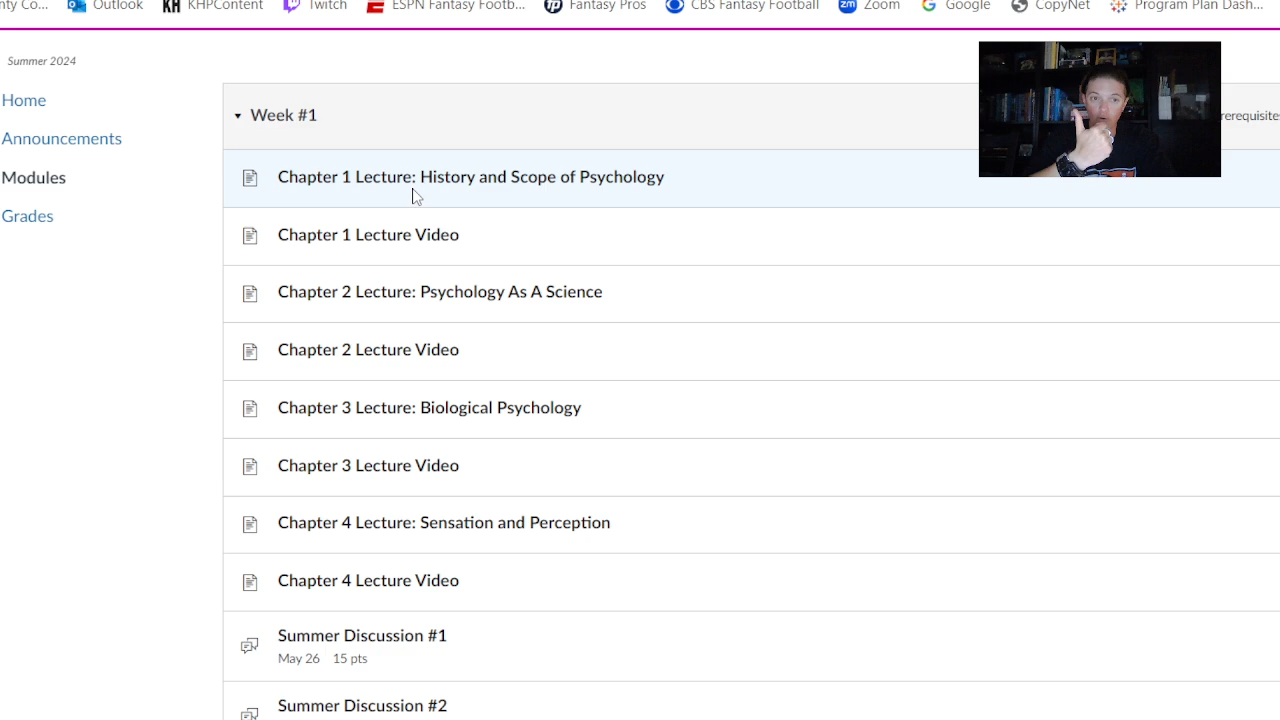 nty Co... Outlook KHPContent Twitch ESPN Fantasy Footb... fp Fantasy Pros CBS Fantasy Football zm Zoom Google CopyNet Program Plan Dash...
Summer 2024
Home
Announcements
Modules
Grades
Week #1
rerequisites
Chapter 1 Lecture: History and Scope of Psychology
Chapter 1 Lecture Video
Chapter 2 Lecture: Psychology As A Science
Chapter 2 Lecture Video
Chapter 3 Lecture: Biological Psychology
Chapter 3 Lecture Video
Chapter 4 Lecture: Sensation and Perception
Chapter 4 Lecture Video
Summer Discussion #1
May 26 15 pts
Summer Discussion #2